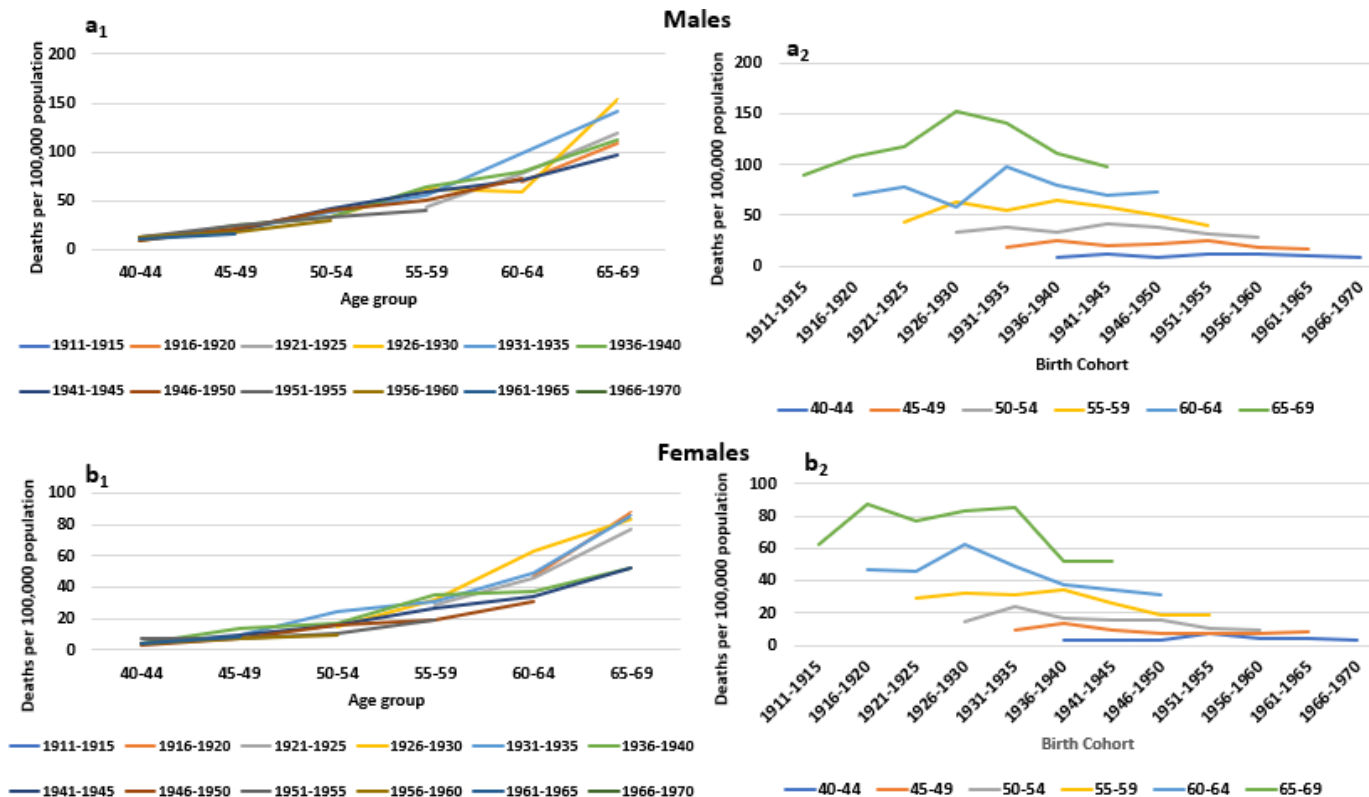 Males
a1
Deaths per 100,000 population
200
150
100
50
0
40-44 45-49 50-54 55-59 60-64 65-69
Age group
1911-1915 1916-1920 1921-1925 1926-1930 1931-1935 1936-1940
1941-1945 1946-1950 1951-1955 1956-1960 1961-1965 1966-1970
a2
Deaths per 100,000 population
200
150
100
50
0
1911-1915 1916-1920 1921-1925 1926-1930 1931-1935 1936-1940 1941-1945 1946-1950 1951-1955 1956-1960 1961-1965 1966-1970
Birth Cohort
40-44 45-49 50-54 55-59 60-64 65-69
Females
b1
Deaths per 100,000 population
100
80
60
40
20
0
40-44 45-49 50-54 55-59 60-64 65-69
Age group
1911-1915 1916-1920 1921-1925 1926-1930 1931-1935 1936-1940
1941-1945 1946-1950 1951-1955 1956-1960 1961-1965 1966-1970
b2
Deaths per 100,000 population
100
80
60
40
20
0
1911-1915 1916-1920 1921-1925 1926-1930 1931-1935 1936-1940 1941-1945 1946-1950 1951-1955 1956-1960 1961-1965 1966-1970
Birth Cohort
40-44 45-49 50-54 55-59 60-64 65-69